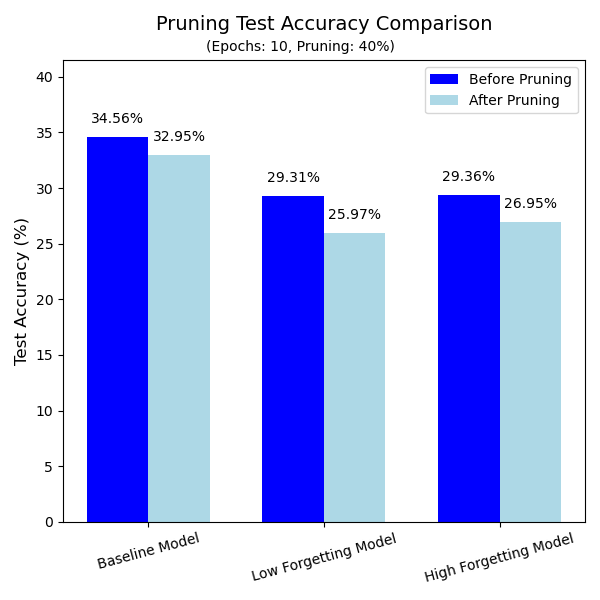 Pruning Test Accuracy Comparison
(Epochs: 10, Pruning: 40%)
Before Pruning
After Pruning
Test Accuracy (%)
40
35
30
25
20
15
10
5
0
34.56%
32.95%
29.31%
25.97%
29.36%
26.95%
Baseline Model
Low Forgetting Model
High Forgetting Model